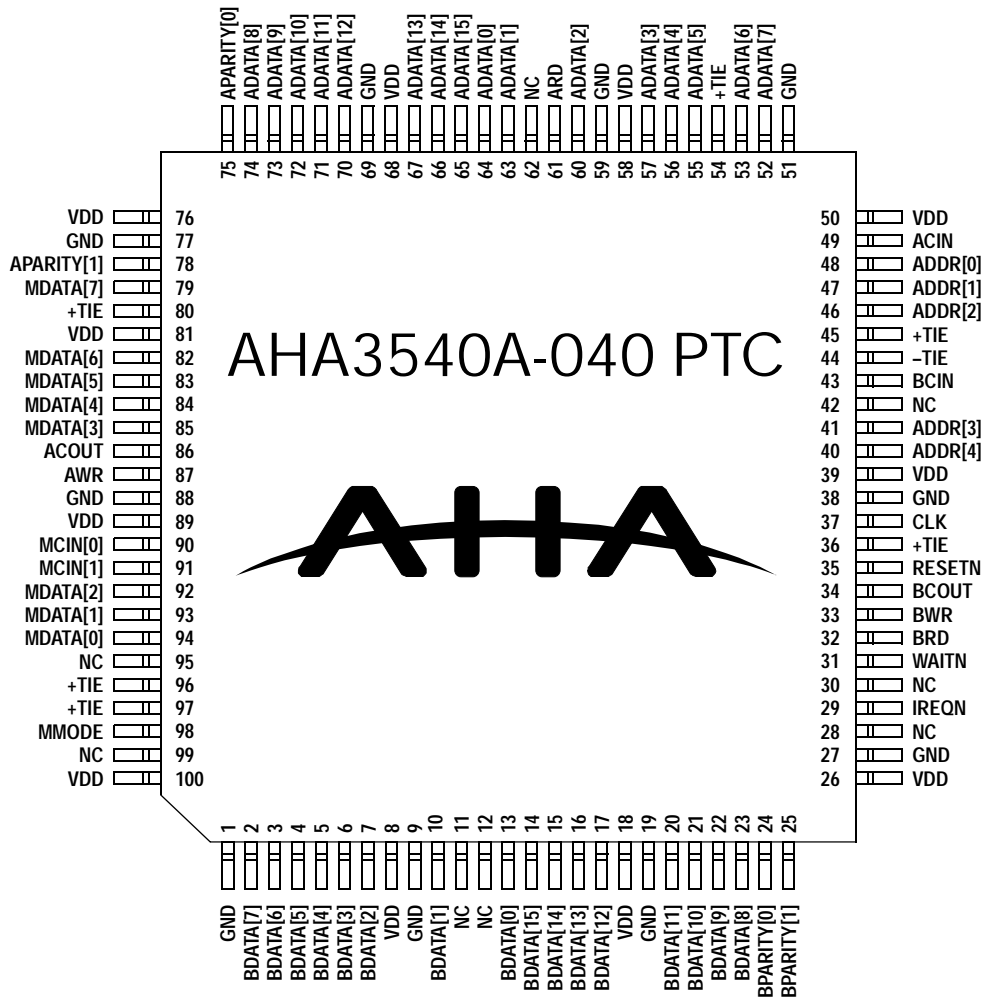 APARITY[0] ADATA[8] ADATA[9] ADATA[10] ADATA[11] ADATA[12] GND VDD ADATA[13] ADATA[14] ADATA[15] ADATA[0] ADATA[1] NC ARD ADATA[2] GND VDD ADATA[3] ADATA[4] ADATA[5] +TIE ADATA[6] ADATA[7] GND
75 74 73 72 71 70 69 68 67 66 65 64 63 62 61 60 59 58 57 56 55 54 53 52 51
VDD 76 50 VDD
GND 77 49 ACIN
APARITY[1] 78 48 ADDR[0]
MDATA[7] 79 47 ADDR[1]
+TIE 80 46 ADDR[2]
VDD 81 45 +TIE
MDATA[6] 82 44 –TIE
MDATA[5] 83 43 BCIN
MDATA[4] 84 42 NC
MDATA[3] 85 41 ADDR[3]
ACOUT 86 40 ADDR[4]
AWR 87 39 VDD
GND 88 38 GND
VDD 89 37 CLK
MCIN[0] 90 36 +TIE
MCIN[1] 91 35 RESETN
MDATA[2] 92 34 BCOUT
MDATA[1] 93 33 BWR
MDATA[0] 94 32 BRD
NC 95 31 WAITN
+TIE 96 30 NC
+TIE 97 29 IREQN
MMODE 98 28 NC
NC 99 27 GND
VDD 100 26 VDD
AHA3540A-040 PTC
AHA
1 2 3 4 5 6 7 8 9 10 11 12 13 14 15 16 17 18 19 20 21 22 23 24 25
GND BDATA[7] BDATA[6] BDATA[5] BDATA[4] BDATA[3] BDATA[2] VDD GND BDATA[1] NC NC BDATA[0] BDATA[15] BDATA[14] BDATA[13] BDATA[12] VDD GND BDATA[11] BDATA[10] BDATA[9] BDATA[8] BPARITY[0] BPARITY[1]